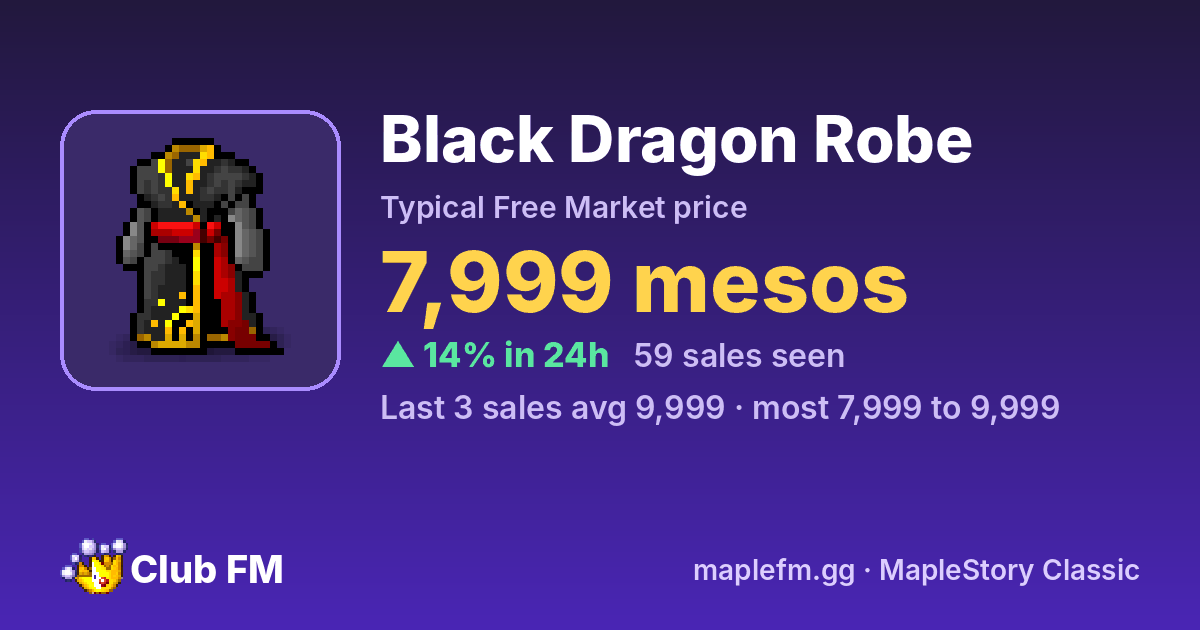 Black Dragon Robe
Typical Free Market price
7,999 mesos
▲ 14% in 24h 59 sales seen
Last 3 sales avg 9,999 · most 7,999 to 9,999
Club FM
maplefm.gg · MapleStory Classic